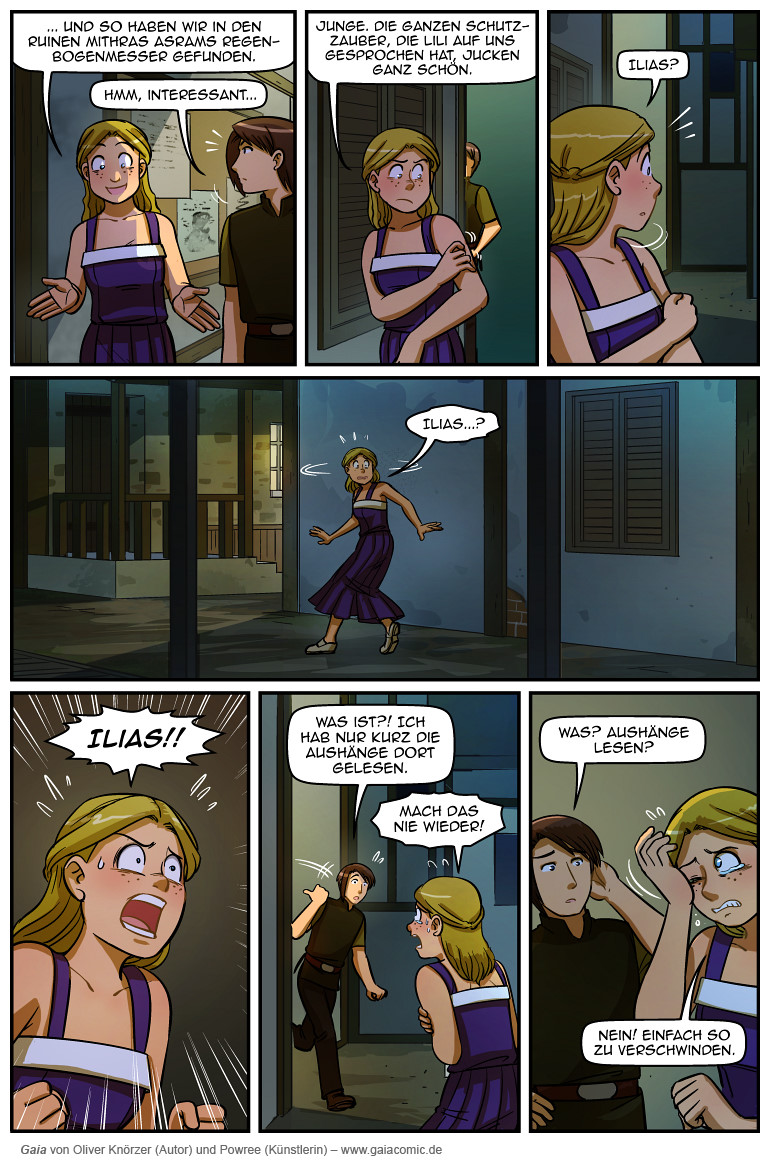 ... UND SO HABEN WIR IN DEN
RUINEN MITHRAS ASRAMS REGEN-
BOGENMESSER GEFUNDEN.
HMM, INTERESSANT...
JUNGE. DIE GANZEN SCHUTZ-
ZAUBER, DIE LILI AUF UNS
GESPROCHEN HAT, JUCKEN
GANZ SCHÖN.
ILIAS?
ILIAS...?
ILIAS!!
WAS IST?! ICH
HAB NUR KURZ DIE
AUSHÄNGE DORT
GELESEN.
MACH DAS
NIE WIEDER!
WAS? AUSHÄNGE
LESEN?
NEIN! EINFACH SO
ZU VERSCHWINDEN.
Gaia von Oliver Knörzer (Autor) und Powree (Künstlerin) – www.gaiacomic.de